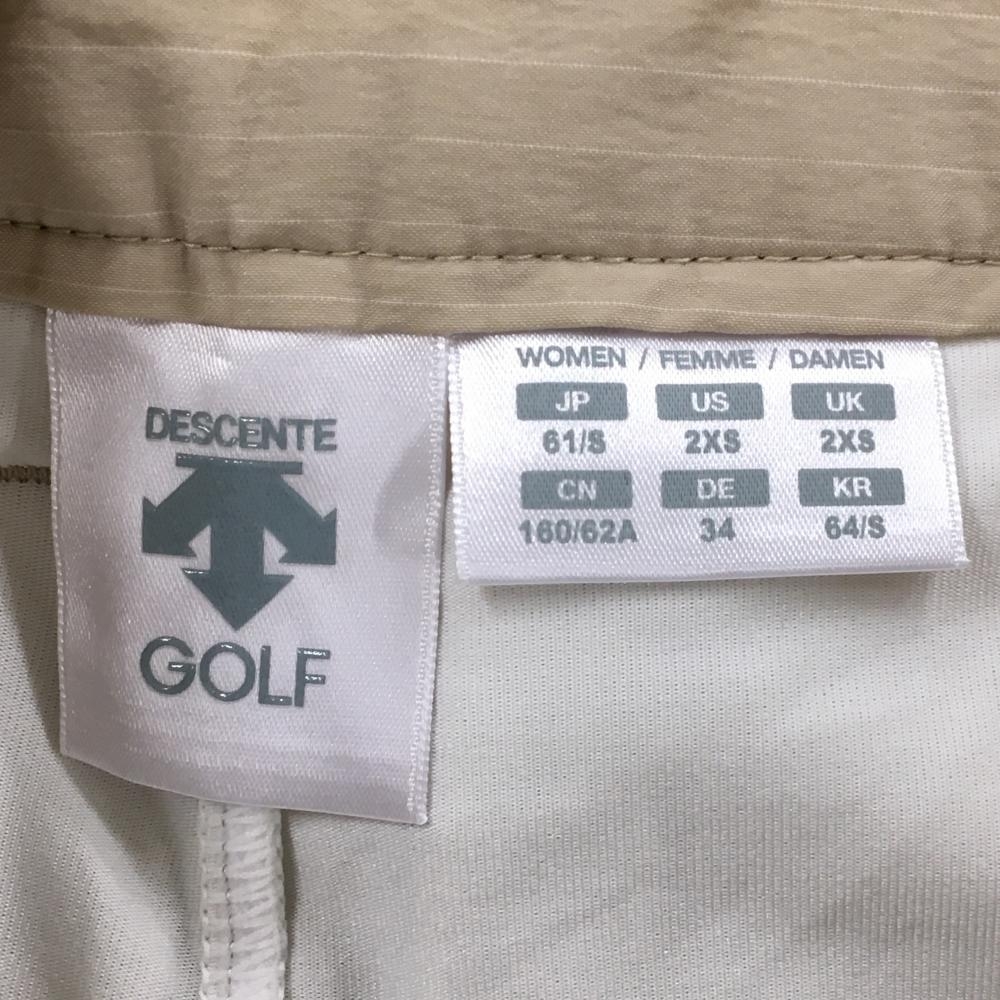 DESCENTE
GOLF
WOMEN / FEMME / DAMEN
JP US UK
61/S 2XS 2XS
CN DE KR
160/62A 34 64/S